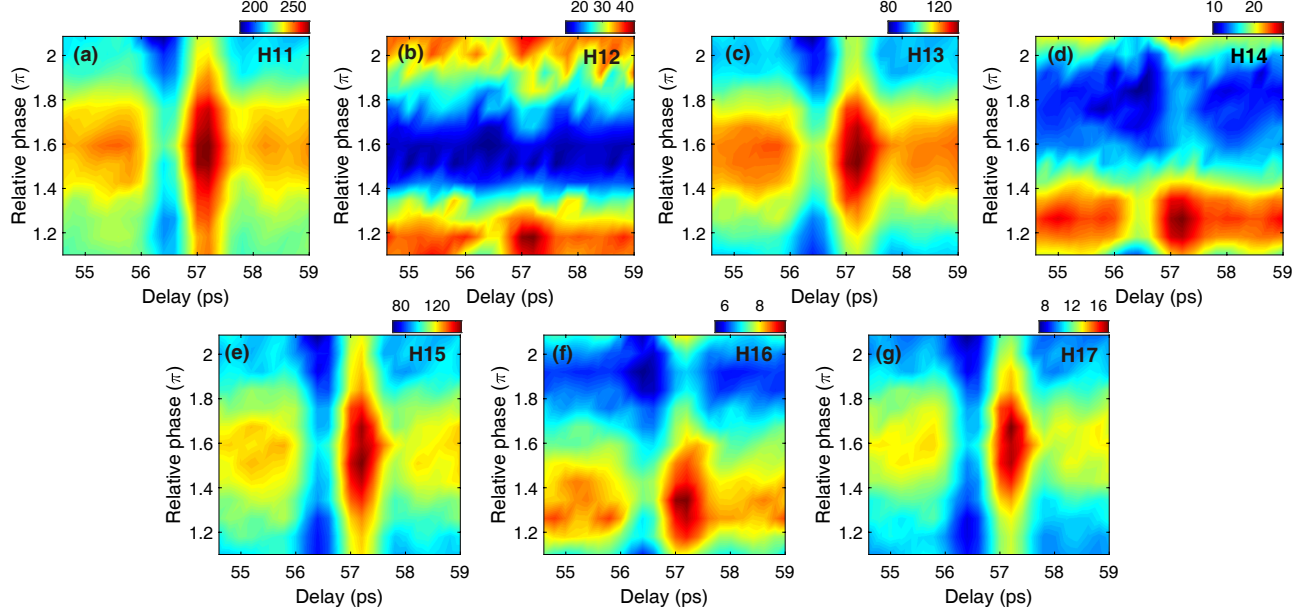 200 250
20 30 40
80 120
10 20
(a) H11
(b) H12
(c) H13
(d) H14
Relative phase (π)
2
1.8
1.6
1.4
1.2
55 56 57 58 59
Delay (ps)
Relative phase (π)
2
1.8
1.6
1.4
1.2
55 56 57 58 59
Delay (ps)
Relative phase (π)
2
1.8
1.6
1.4
1.2
55 56 57 58 59
Delay (ps)
Relative phase (π)
2
1.8
1.6
1.4
1.2
55 56 57 58 59
Delay (ps)
80 120
6 8
8 12 16
(e) H15
(f) H16
(g) H17
Relative phase (π)
2
1.8
1.6
1.4
1.2
55 56 57 58 59
Delay (ps)
Relative phase (π)
2
1.8
1.6
1.4
1.2
55 56 57 58 59
Delay (ps)
Relative phase (π)
2
1.8
1.6
1.4
1.2
55 56 57 58 59
Delay (ps)